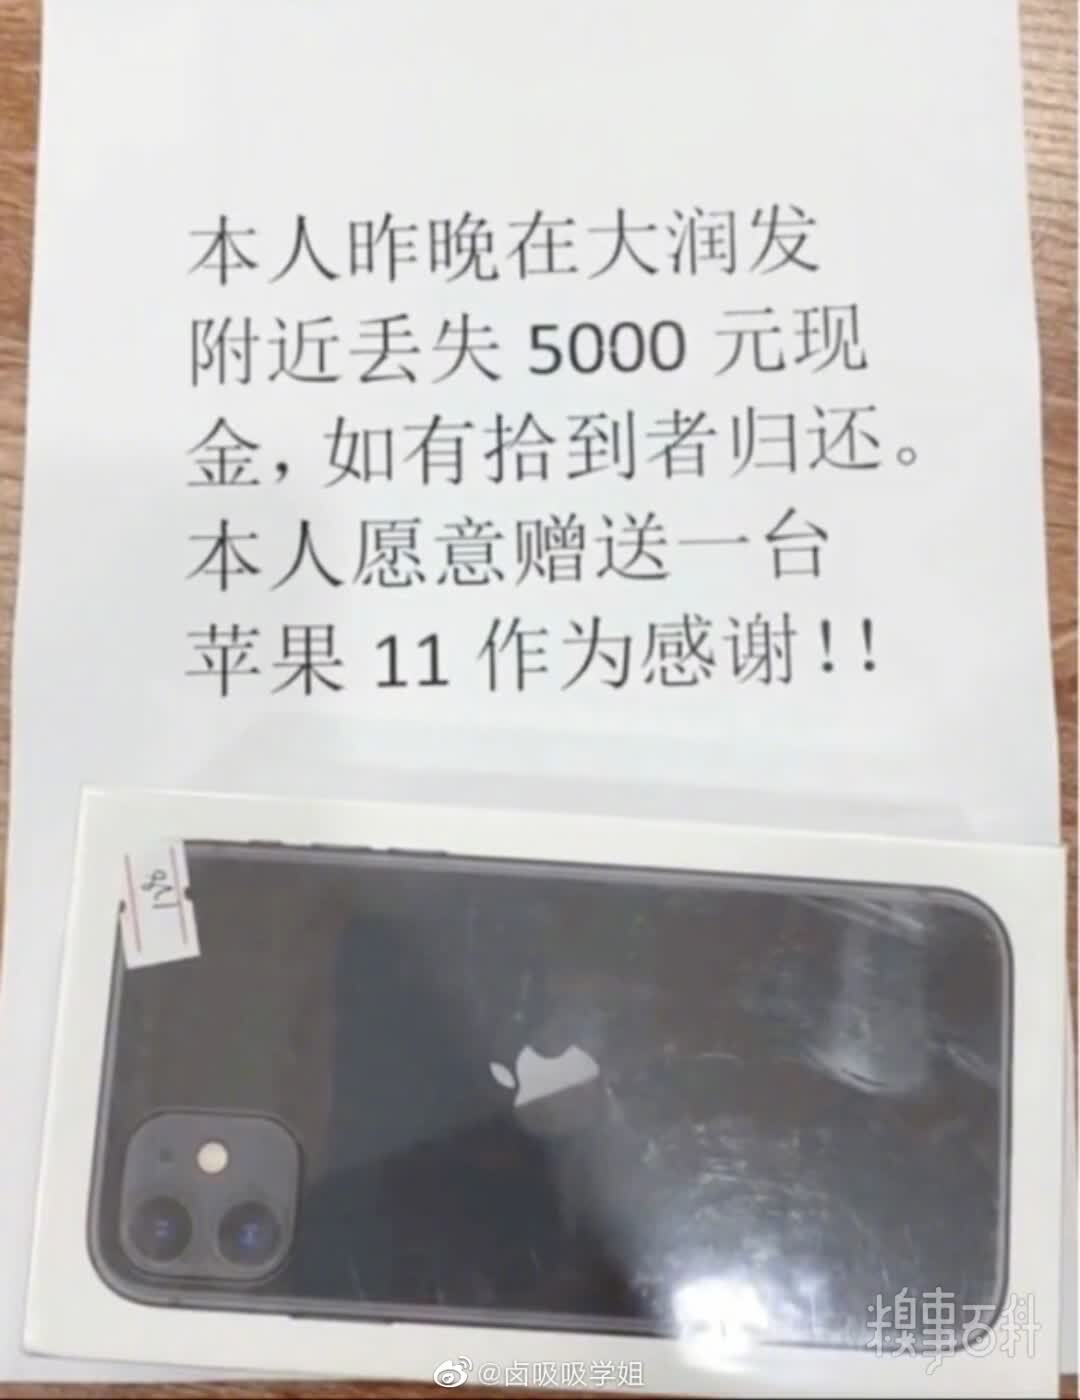 本人昨晚在大润发
附近丢失 5000 元现
金，如有拾到者归还。
本人愿意赠送一台
苹果 11 作为感谢！！
糗事百科
@卤吸吸学姐